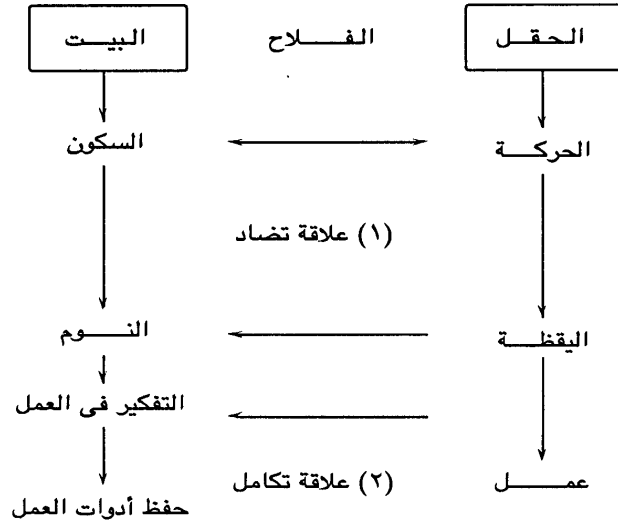 الحقل الفلاح البيت
الحركة السكون
(١) علاقة تضاد
اليقظة النوم
التفكير فى العمل
عمل (٢) علاقة تكامل
حفظ أدوات العمل